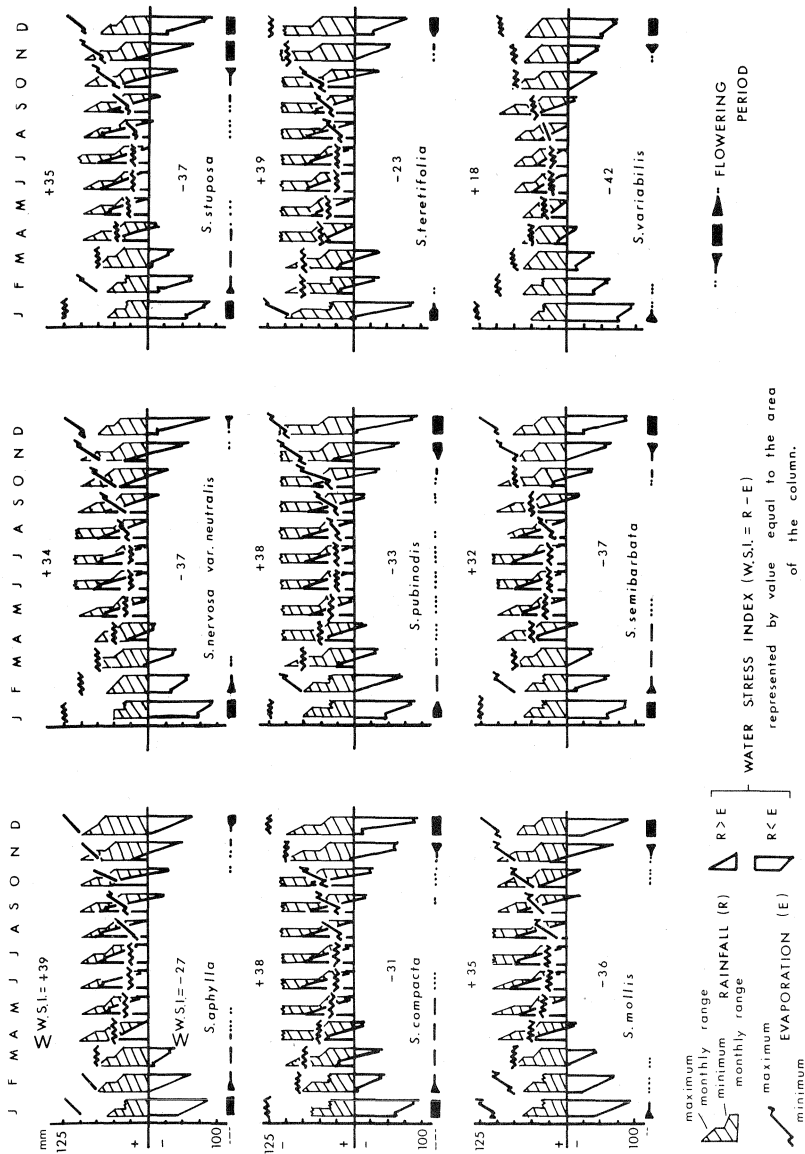 J F M A M J J A S O N D
J F M A M J J A S O N D
J F M A M J J A S O N D
mm
Σ W.S.I. = +39
+34
+35
125
+
−
100
Σ W.S.I. = −27
−37
−37
S.aphylla
S.nervosa var. neutralis
S.stuposa
+38
+38
+39
125
+
−
100
−31
−33
−23
S.compacta
S.pubinodis
S.teretifolia
+35
+32
+18
125
+
−
100
−36
−37
−42
S.mollis
S.semibarbata
S.variabilis
maximum
monthly range
minimum
monthly range
RAINFALL (R)
maximum
minimum
EVAPORATION (E)
R > E
R < E
WATER STRESS INDEX (W.S.I. = R − E)
represented by value equal to the area
of the column.
FLOWERING
PERIOD